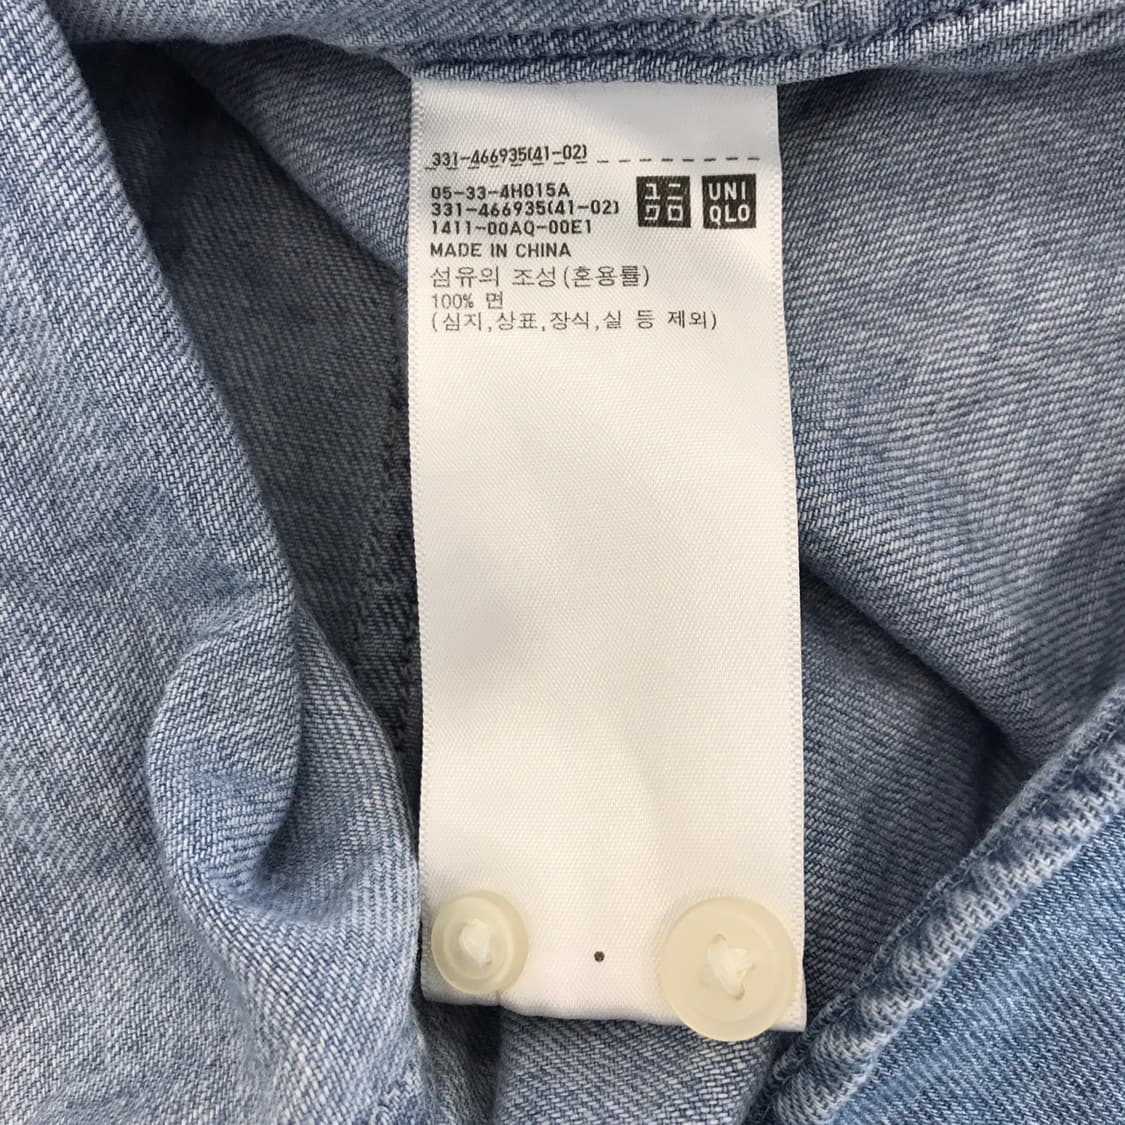 331-466935(41-02)
05-33-4H015A
331-466935(41-02)
1411-00AQ-00E1
MADE IN CHINA
ユニ
クロ
UNI
QLO
섬유의 조성(혼용률)
100% 면
(심지,상표,장식,실 등 제외)